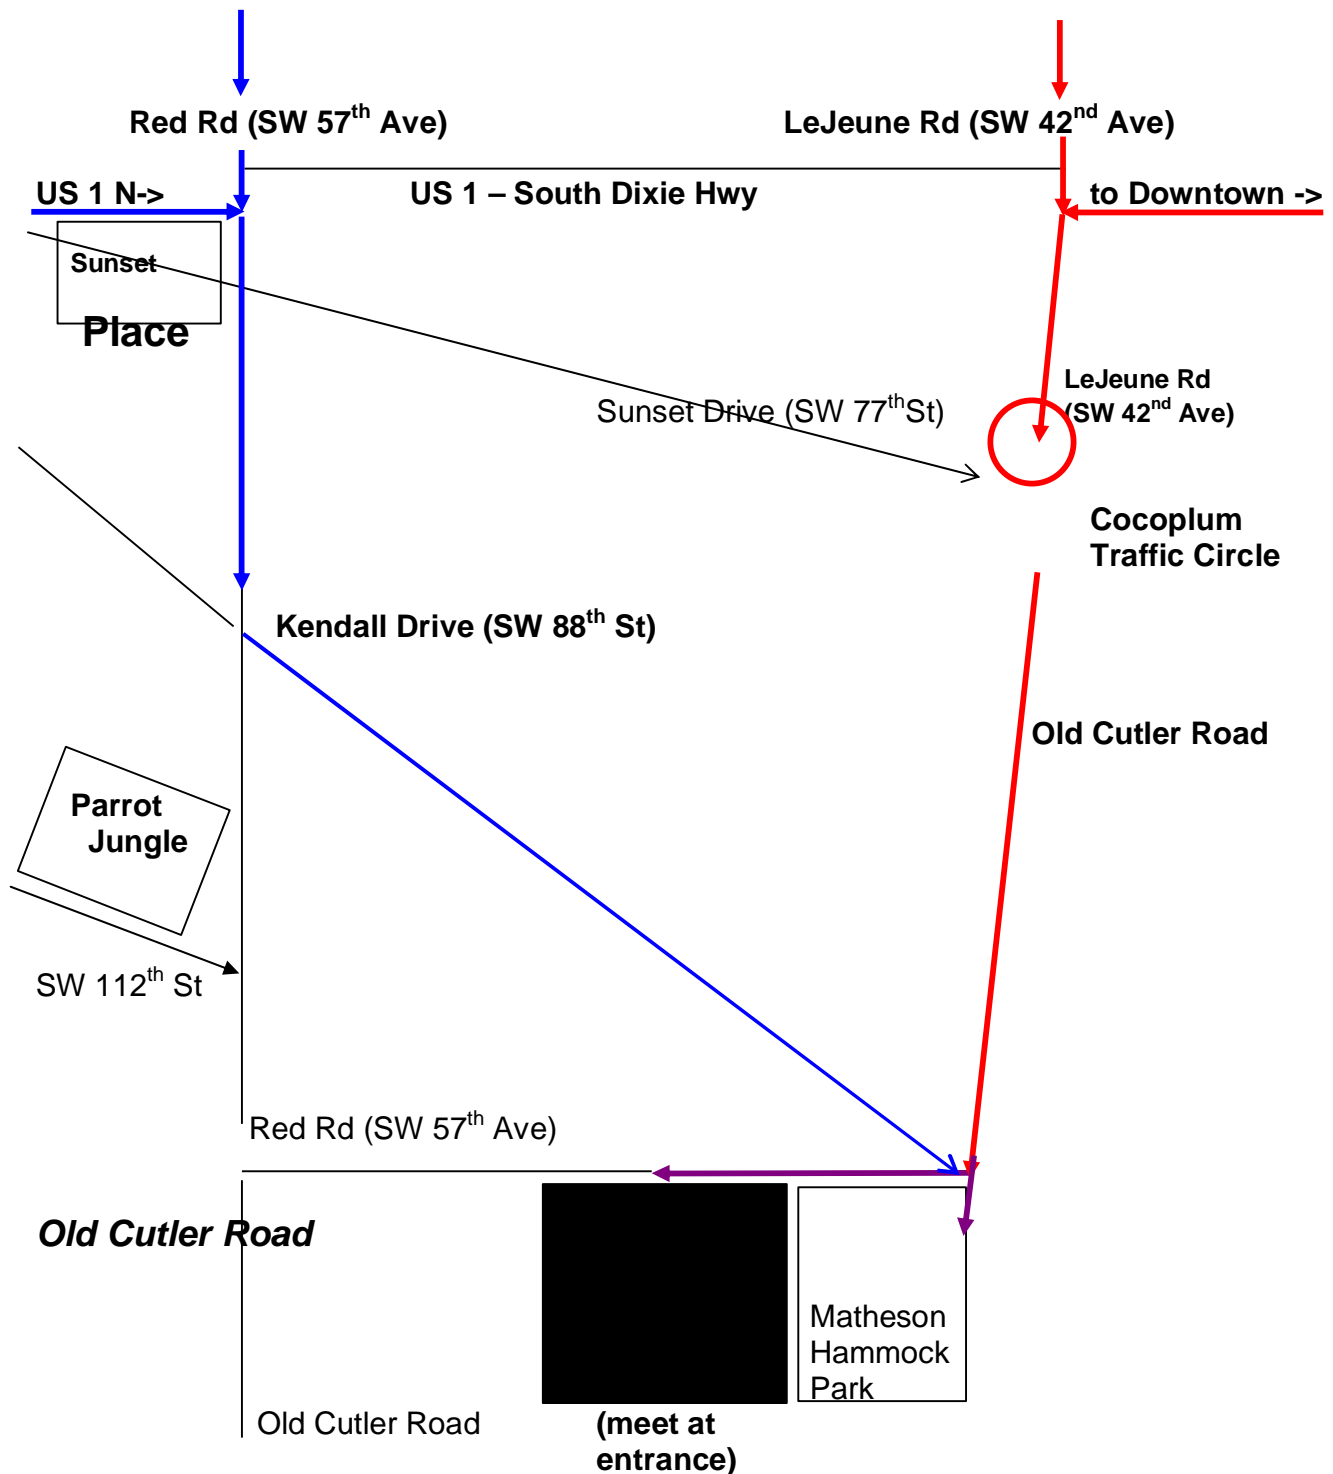 Red Rd (SW 57th Ave)
LeJeune Rd (SW 42nd Ave)
US 1 N->
US 1 – South Dixie Hwy
to Downtown ->
Sunset
Place
LeJeune Rd
(SW 42nd Ave)
Sunset Drive (SW 77thSt)
Cocoplum
Traffic Circle
Kendall Drive (SW 88th St)
Old Cutler Road
Parrot
Jungle
SW 112th St
Red Rd (SW 57th Ave)
Old Cutler Road
Matheson
Hammock
Park
Old Cutler Road
(meet at
entrance)